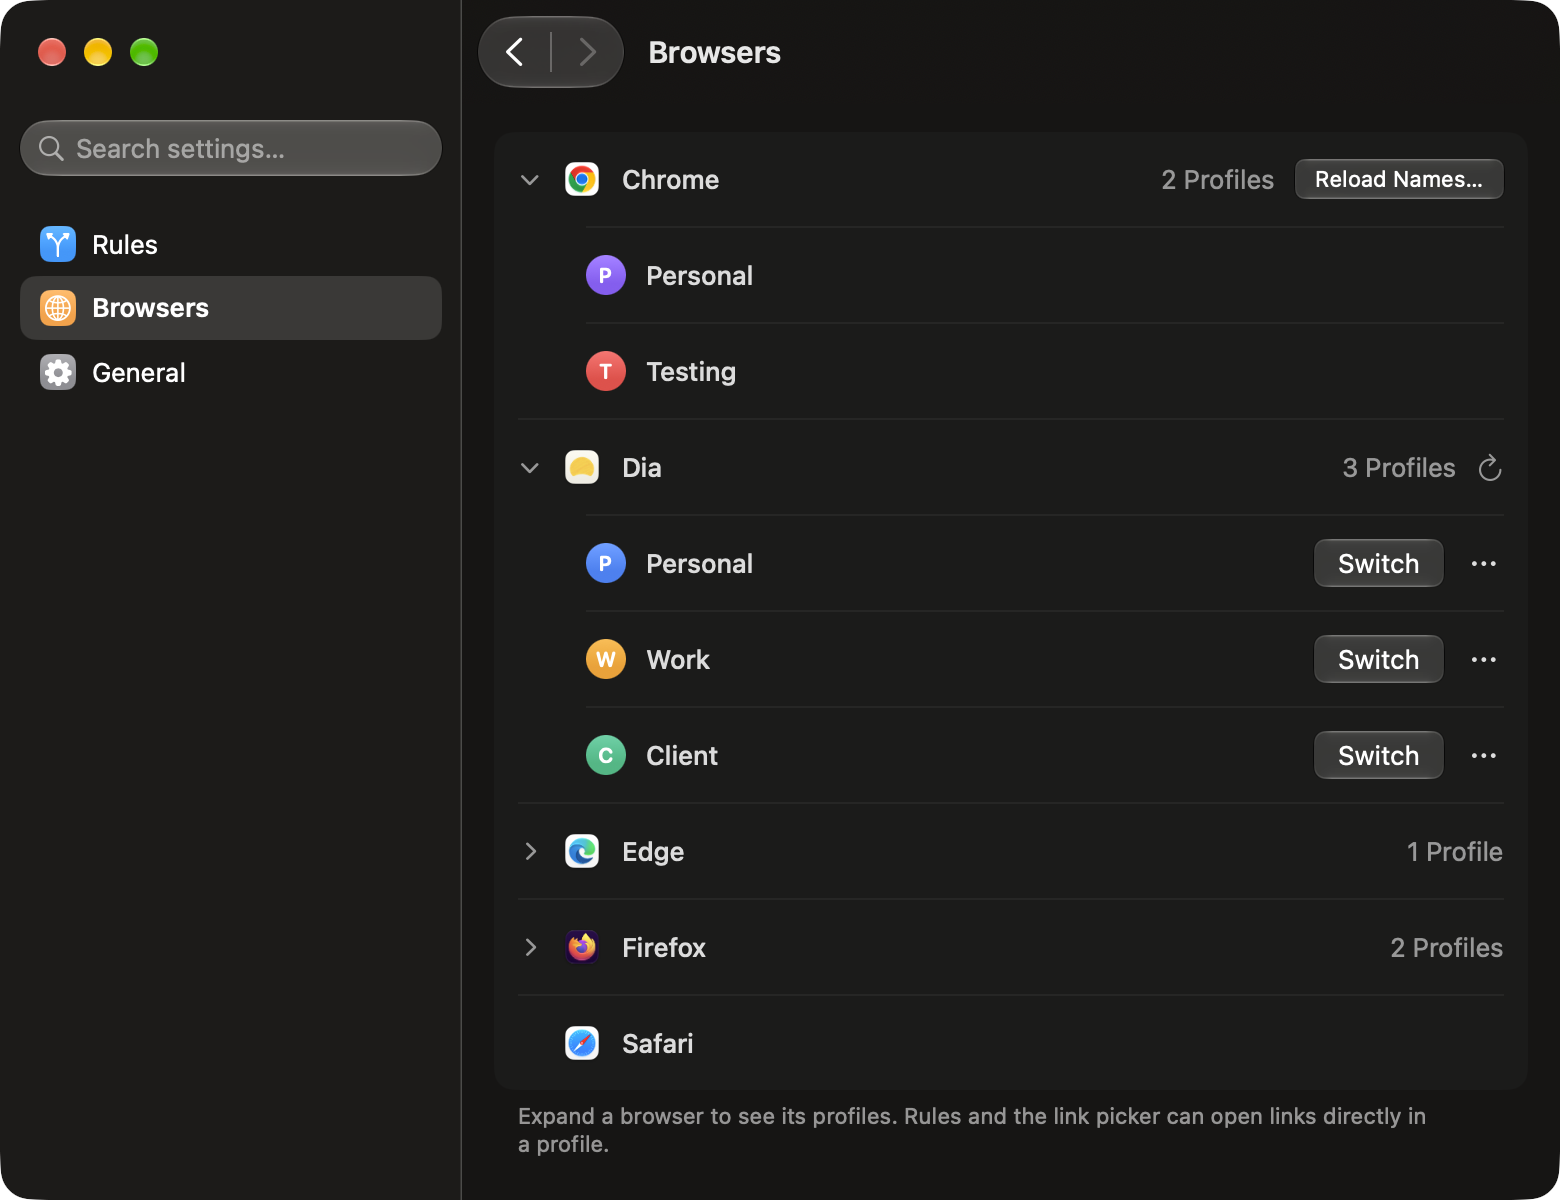 Browsers
Search settings...
Rules
Browsers
General
Chrome 2 Profiles Reload Names...
P Personal
T Testing
Dia 3 Profiles
P Personal Switch
W Work Switch
C Client Switch
Edge 1 Profile
Firefox 2 Profiles
Safari
Expand a browser to see its profiles. Rules and the link picker can open links directly in
a profile.